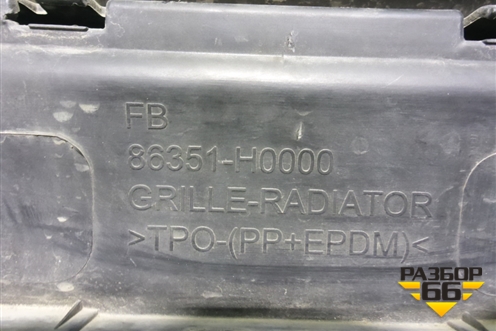 FB
86351-H0000
GRILLE-RADIATOR
>TPO-(PP+EPDM)<
РАЗБОР
66